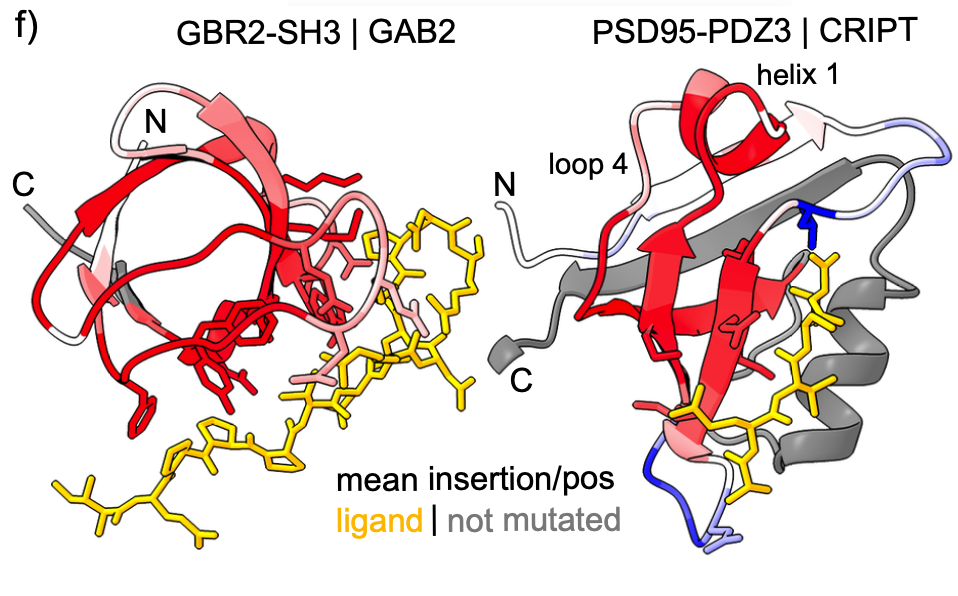 f)
GBR2-SH3 | GAB2
PSD95-PDZ3 | CRIPT
helix 1
N
loop 4
C
N
C
mean insertion/pos
ligand | not mutated